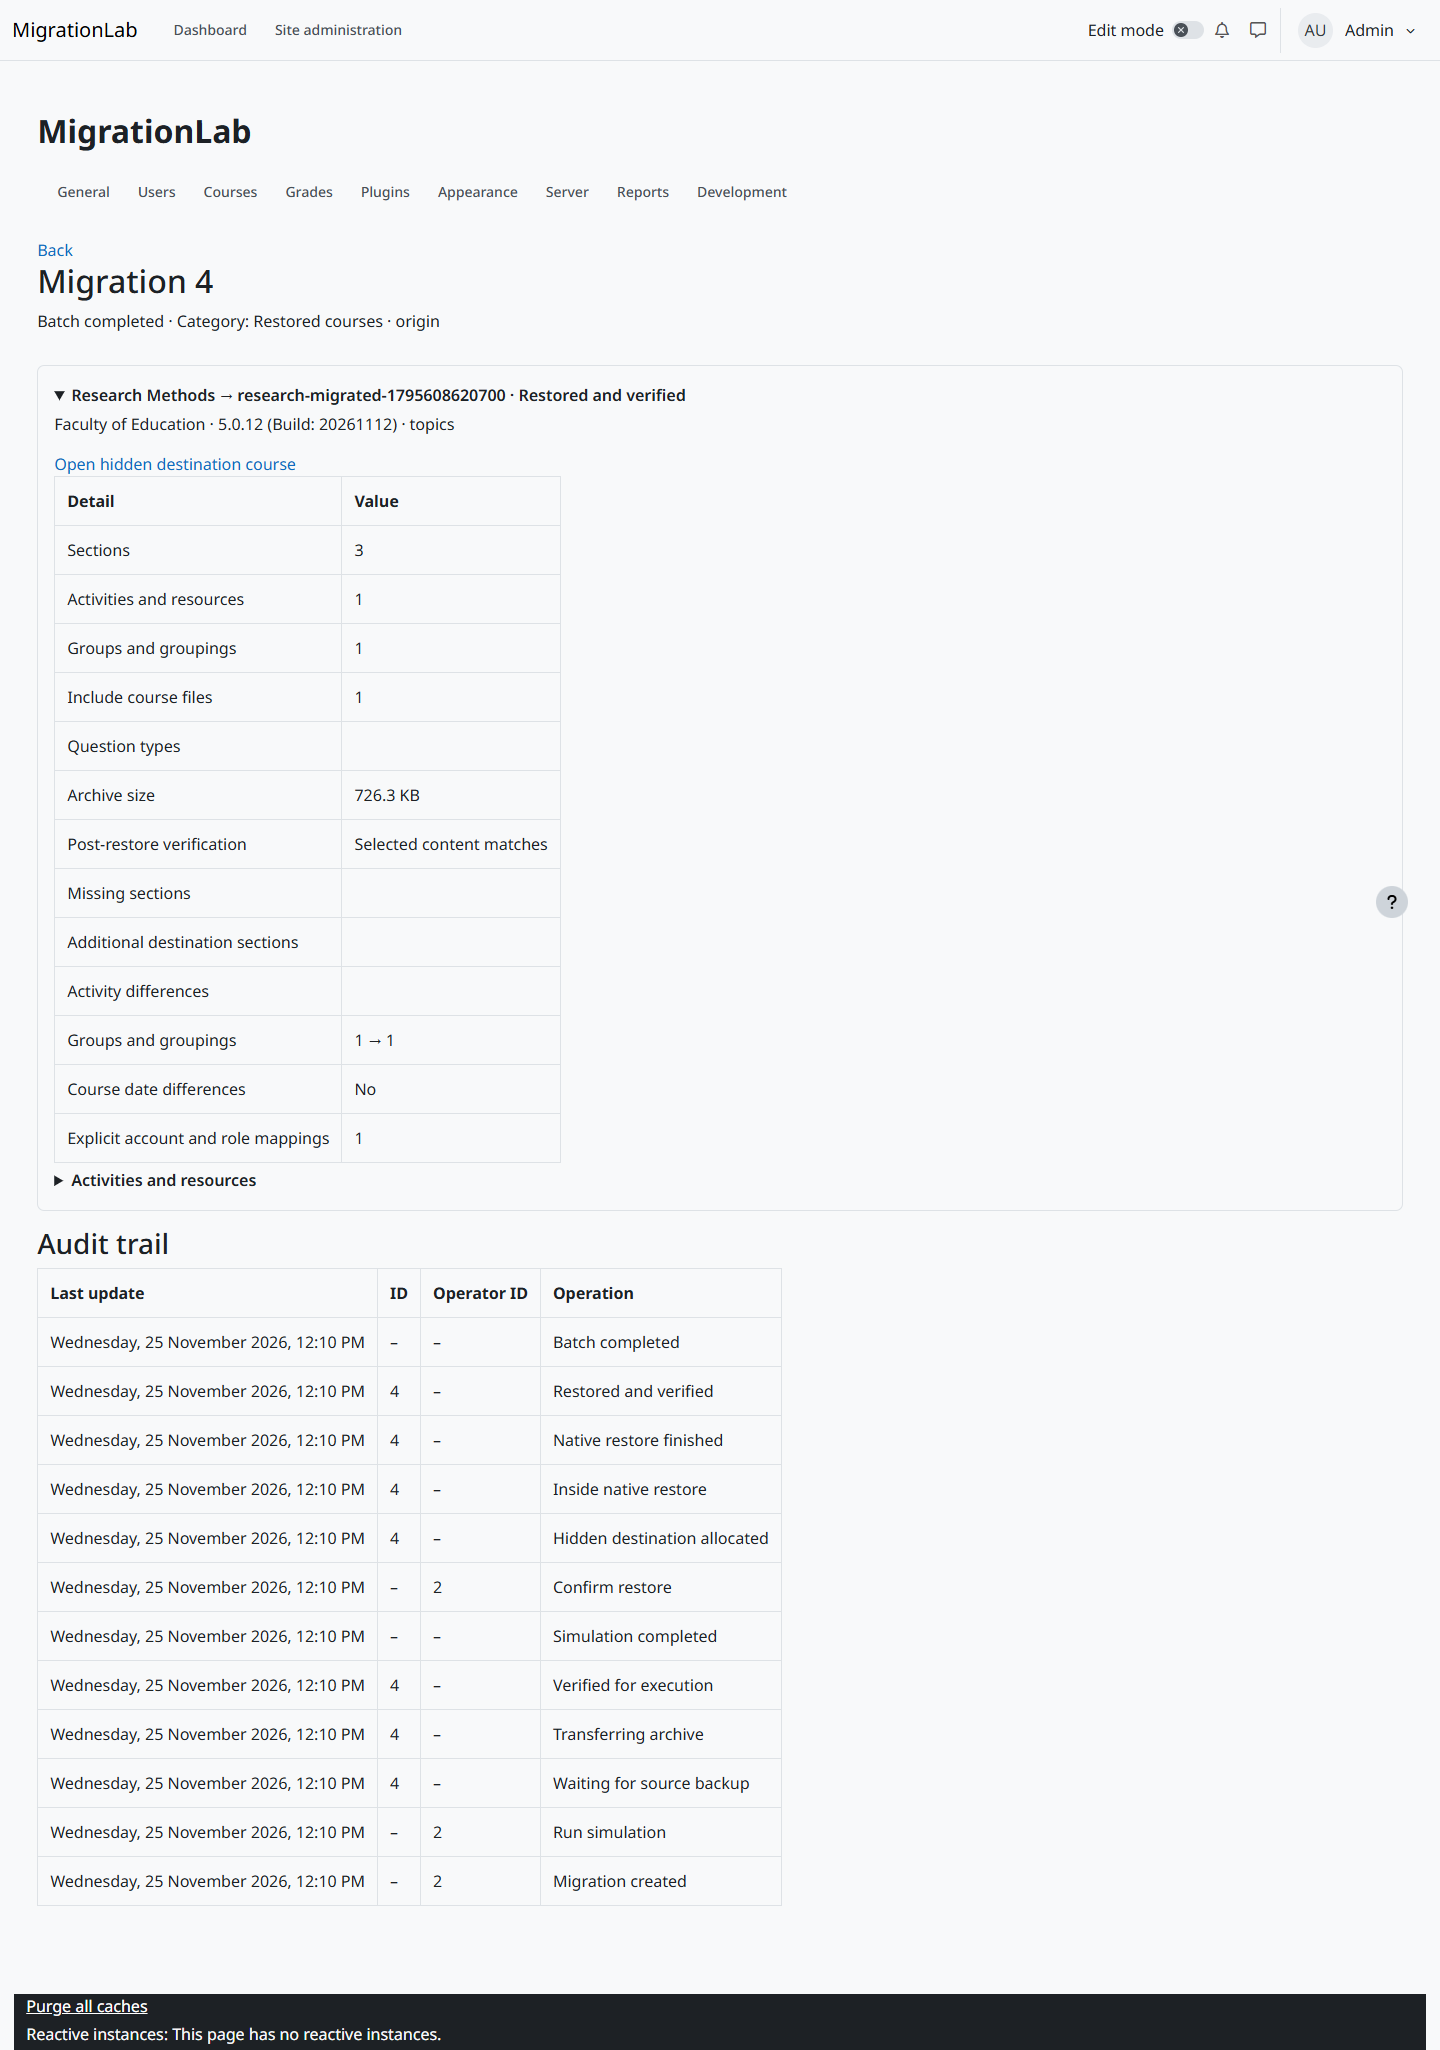 MigrationLab Dashboard Site administration Edit mode AU Admin
MigrationLab
General Users Courses Grades Plugins Appearance Server Reports Development
Back
Migration 4
Batch completed · Category: Restored courses · origin
▼ Research Methods → research-migrated-1795608620700 · Restored and verified
Faculty of Education · 5.0.12 (Build: 20261112) · topics
Open hidden destination course
Detail Value
Sections 3
Activities and resources 1
Groups and groupings 1
Include course files 1
Question types
Archive size 726.3 KB
Post-restore verification Selected content matches
Missing sections
?
Additional destination sections
Activity differences
Groups and groupings 1 → 1
Course date differences No
Explicit account and role mappings 1
▶ Activities and resources
Audit trail
Last update ID Operator ID Operation
Wednesday, 25 November 2026, 12:10 PM – – Batch completed
Wednesday, 25 November 2026, 12:10 PM 4 – Restored and verified
Wednesday, 25 November 2026, 12:10 PM 4 – Native restore finished
Wednesday, 25 November 2026, 12:10 PM 4 – Inside native restore
Wednesday, 25 November 2026, 12:10 PM 4 – Hidden destination allocated
Wednesday, 25 November 2026, 12:10 PM – 2 Confirm restore
Wednesday, 25 November 2026, 12:10 PM – – Simulation completed
Wednesday, 25 November 2026, 12:10 PM 4 – Verified for execution
Wednesday, 25 November 2026, 12:10 PM 4 – Transferring archive
Wednesday, 25 November 2026, 12:10 PM 4 – Waiting for source backup
Wednesday, 25 November 2026, 12:10 PM – 2 Run simulation
Wednesday, 25 November 2026, 12:10 PM – 2 Migration created
Purge all caches
Reactive instances: This page has no reactive instances.